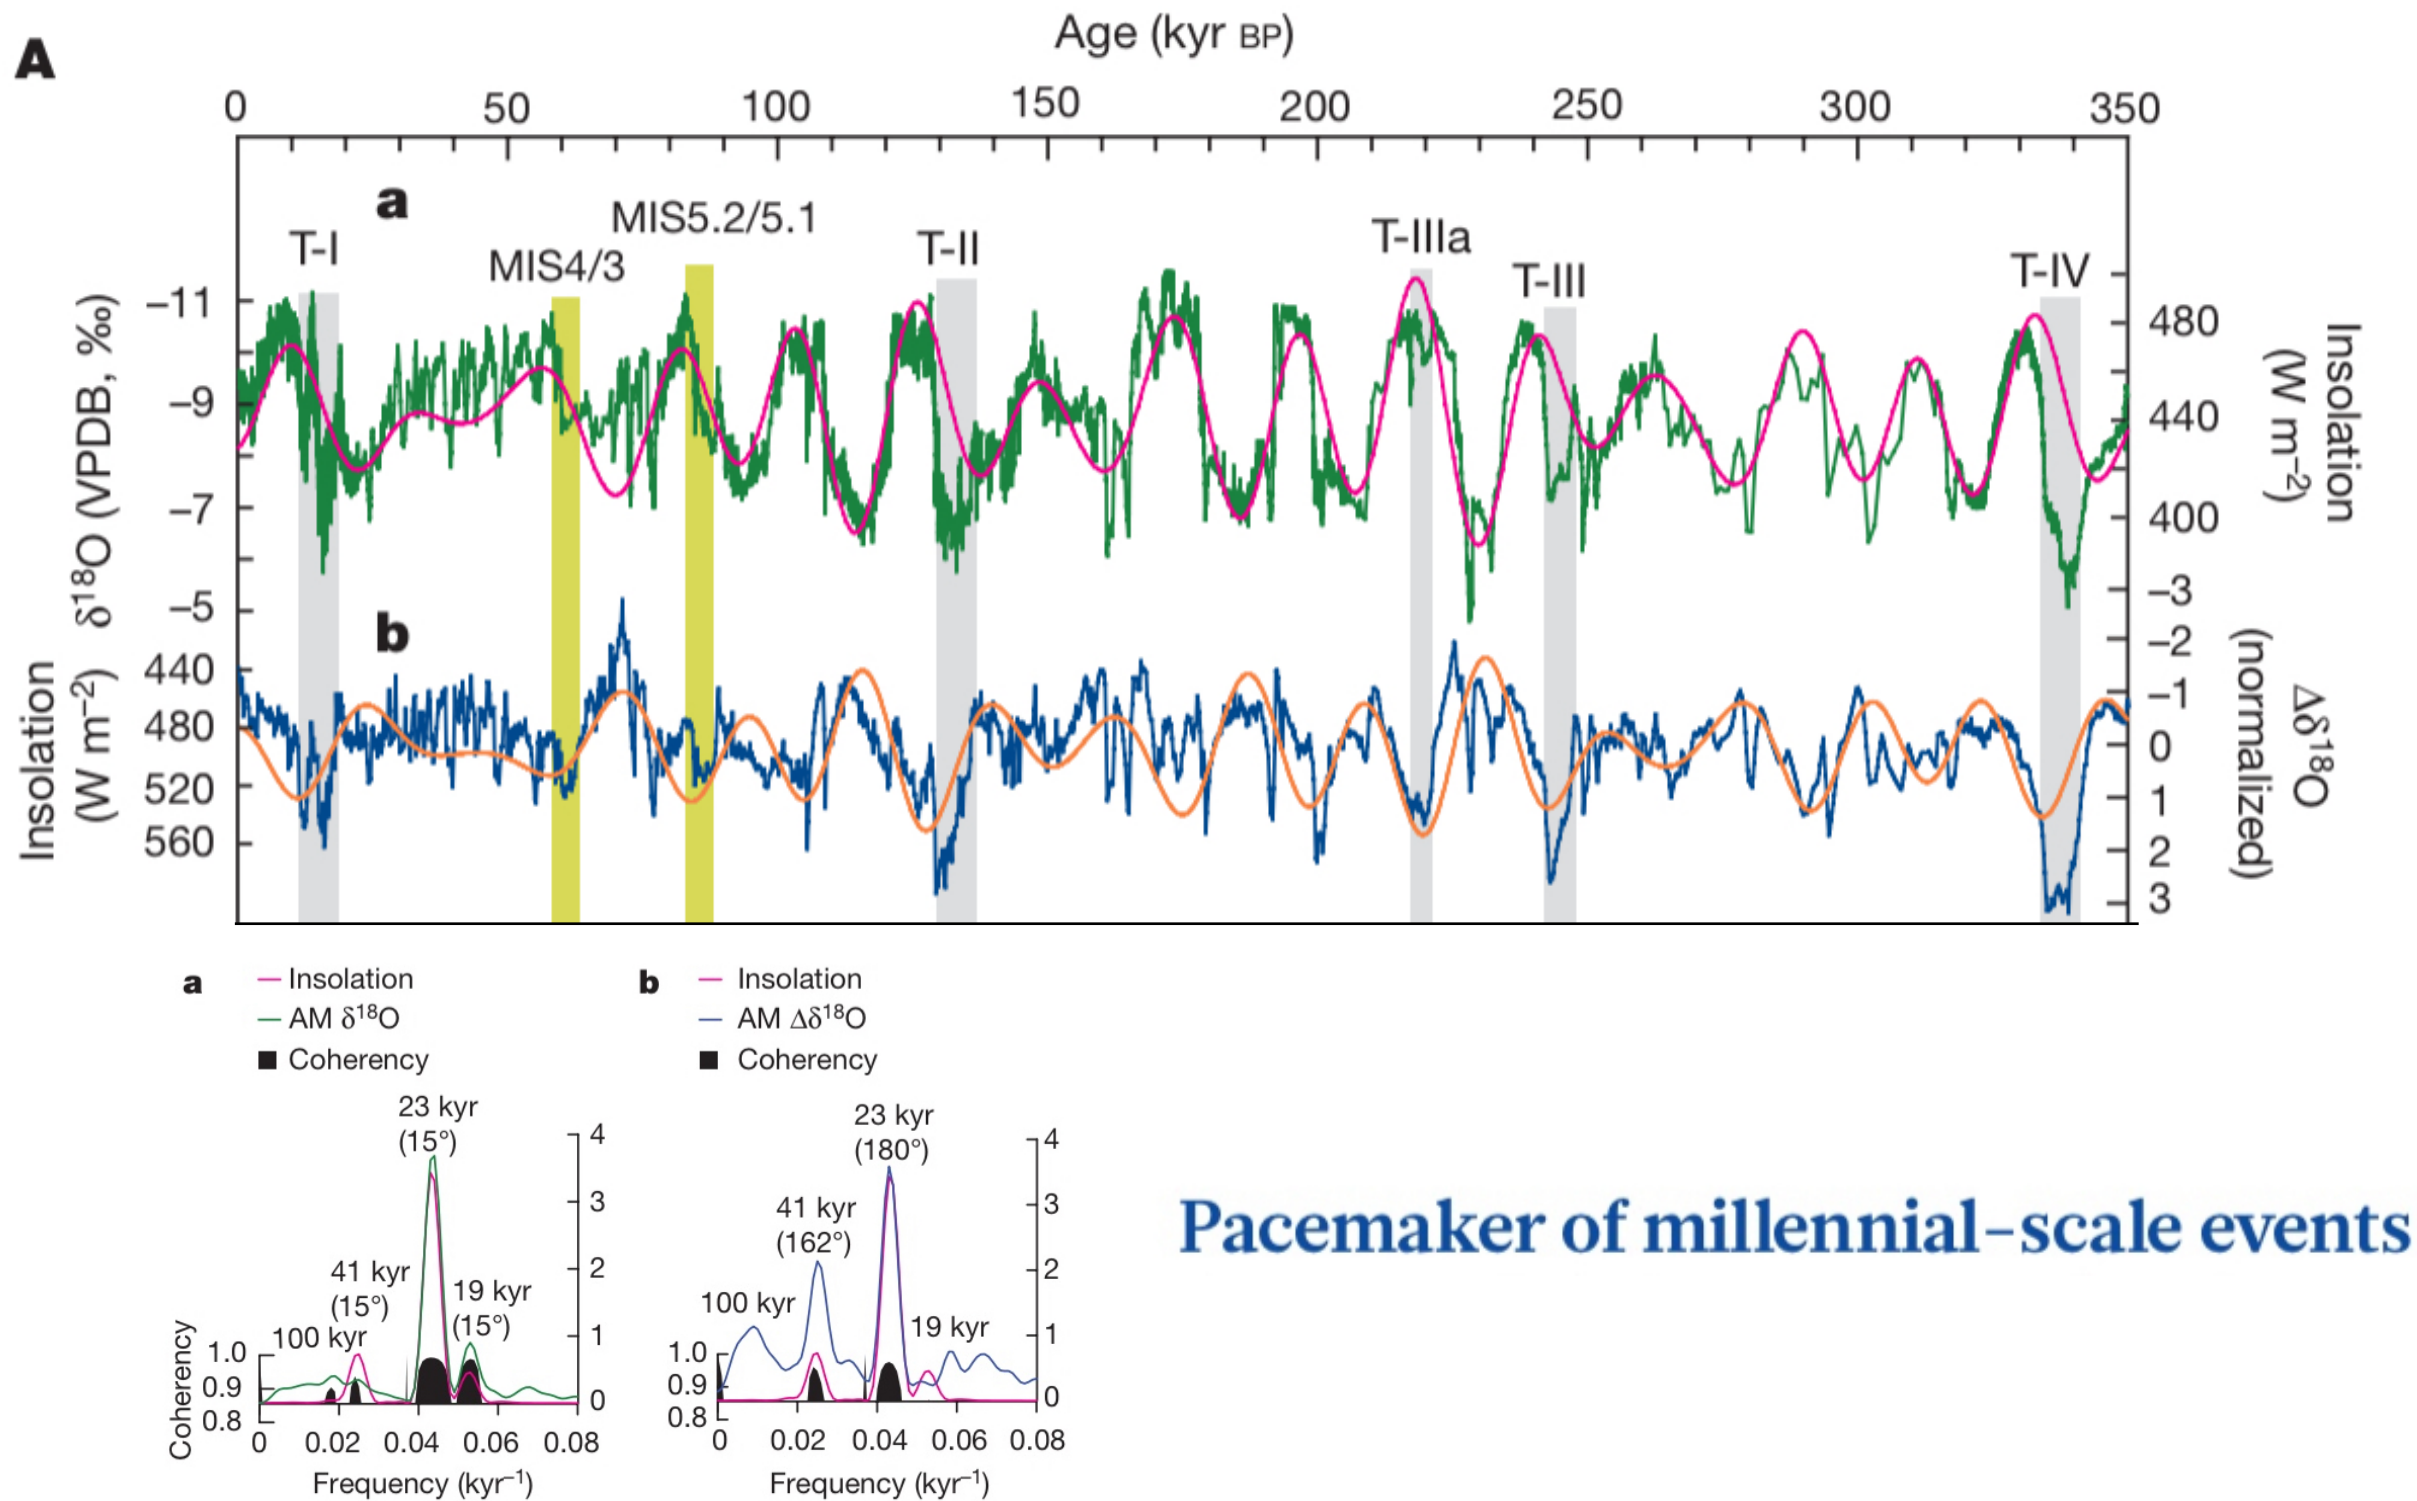 A
Age (kyr BP)
0 50 100 150 200 250 300 350
a
T-I
MIS4/3
MIS5.2/5.1
T-II
T-IIIa
T-III
T-IV
δ¹⁸O (VPDB, ‰)
−11
−9
−7
−5
Insolation
(W m⁻²)
480
440
400
b
Insolation
(W m⁻²)
440
480
520
560
−3
−2
−1
0
1
2
3
Δδ¹⁸O
(normalized)
a
Insolation
AM δ¹⁸O
Coherency
23 kyr
(15°)
41 kyr
(15°)
19 kyr
(15°)
100 kyr
4
3
2
1
0
Coherency
1.0
0.9
0.8
0 0.02 0.04 0.06 0.08
Frequency (kyr⁻¹)
b
Insolation
AM Δδ¹⁸O
Coherency
23 kyr
(180°)
41 kyr
(162°)
100 kyr
19 kyr
4
3
2
1
0
1.0
0.9
0.8
0 0.02 0.04 0.06 0.08
Frequency (kyr⁻¹)
Pacemaker of millennial-scale events